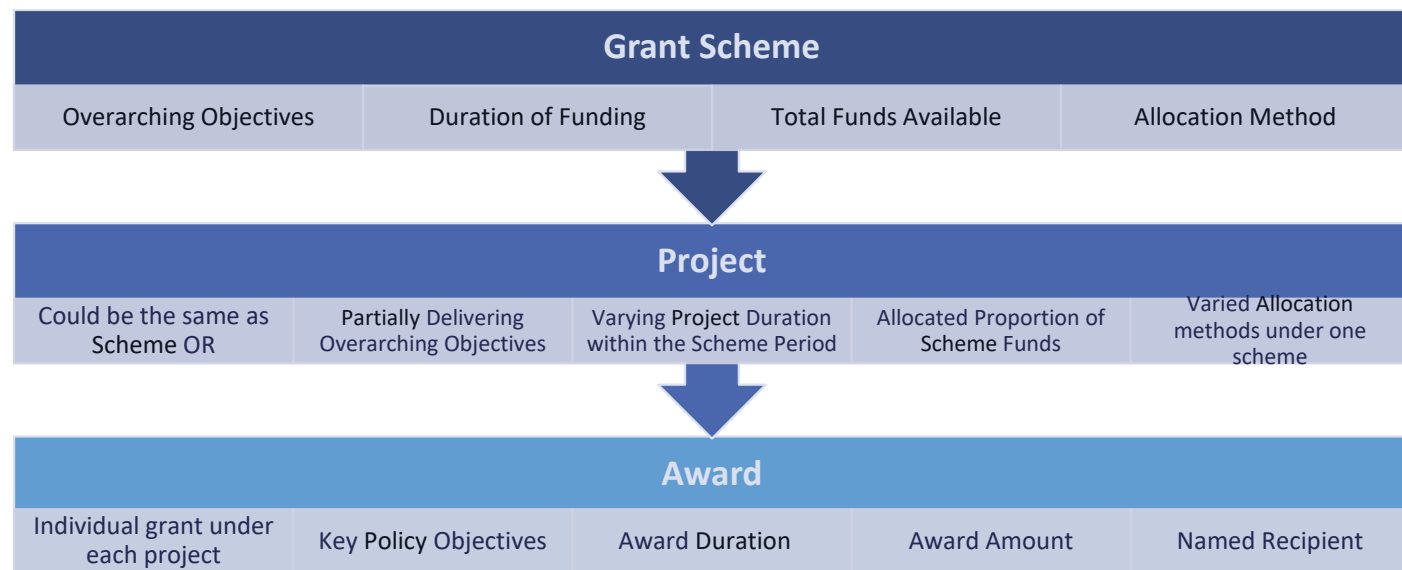 Grant Scheme
Overarching Objectives
Duration of Funding
Total Funds Available
Allocation Method
Project
Could be the same as
Scheme OR
Partially Delivering
Overarching Objectives
Varying Project Duration
within the Scheme Period
Allocated Proportion of
Scheme Funds
Varied Allocation
methods under one
scheme
Award
Individual grant under
each project
Key Policy Objectives
Award Duration
Award Amount
Named Recipient